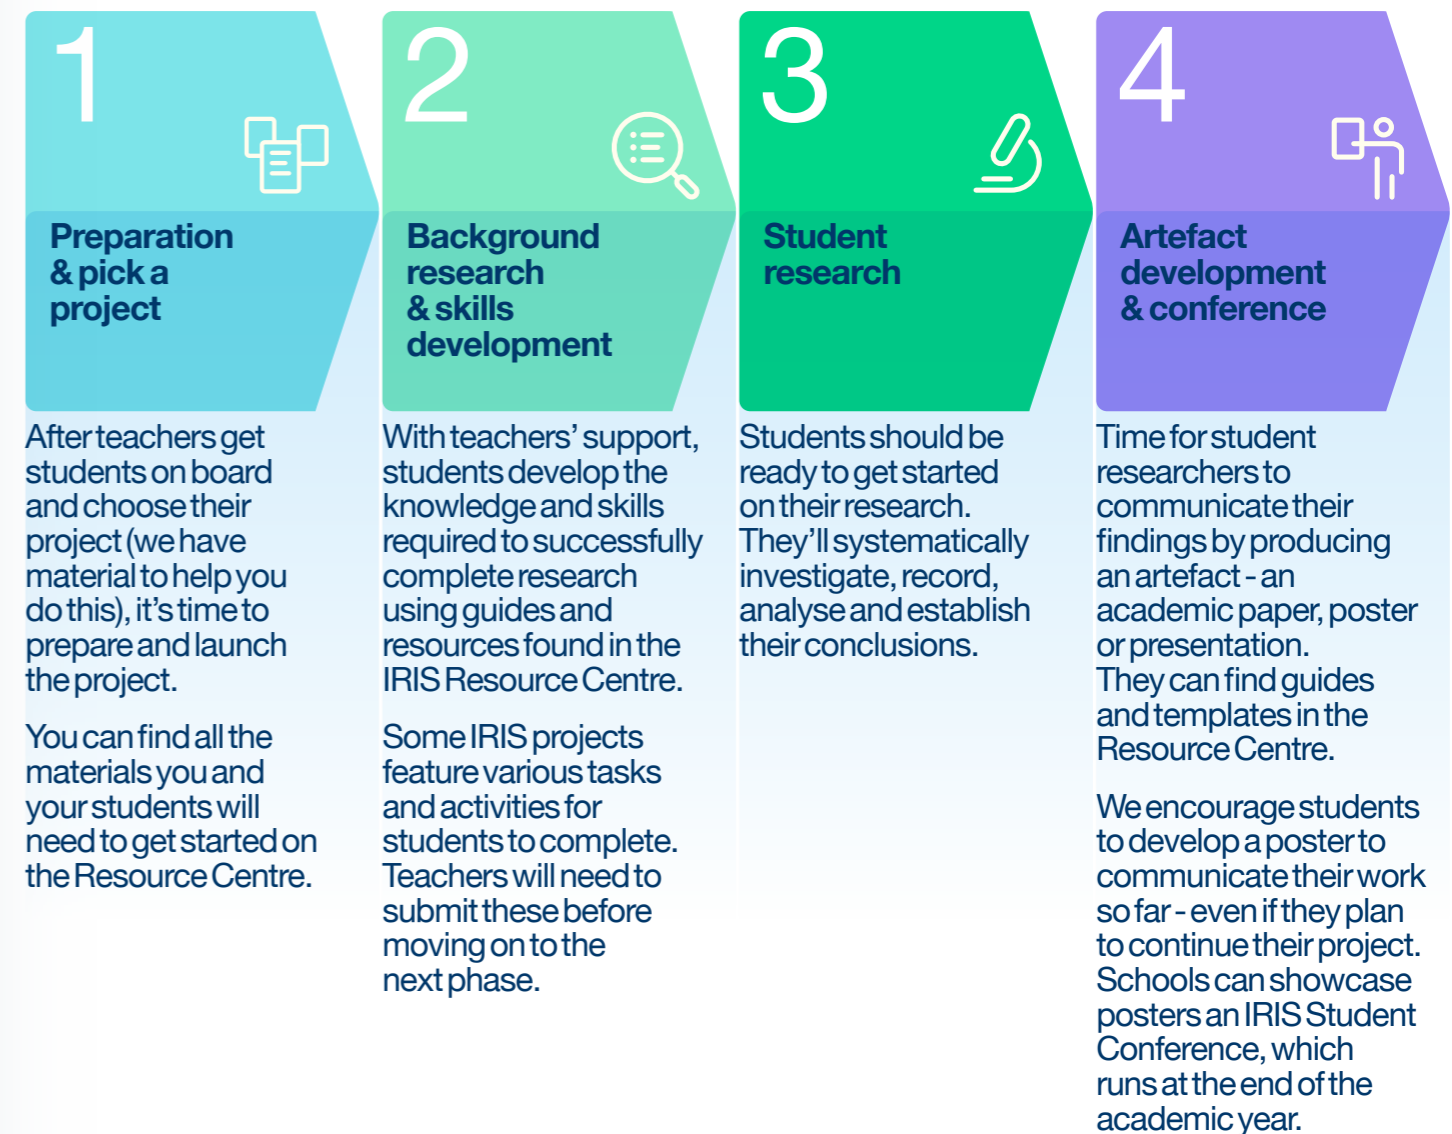 1
Preparation
& pick a
project
After teachers get
students on board
and choose their
project (we have
material to help you
do this), it's time to
prepare and launch
the project.
You can find all the
materials you and
your students will
need to get started on
the Resource Centre.
2
Background
research
& skills
development
With teachers' support,
students develop the
knowledge and skills
required to successfully
complete research
using guides and
resources found in the
IRIS Resource Centre.
Some IRIS projects
feature various tasks
and activities for
students to complete.
Teachers will need to
submit these before
moving on to the
next phase.
3
Student
research
Students should be
ready to get started
on their research.
They'll systematically
investigate, record,
analyse and establish
their conclusions.
4
Artefact
development
& conference
Time for student
researchers to
communicate their
findings by producing
an artefact - an
academic paper, poster
or presentation.
They can find guides
and templates in the
Resource Centre.
We encourage students
to develop a poster to
communicate their work
so far - even if they plan
to continue their project.
Schools can showcase
posters an IRIS Student
Conference, which
runs at the end of the
academic year.